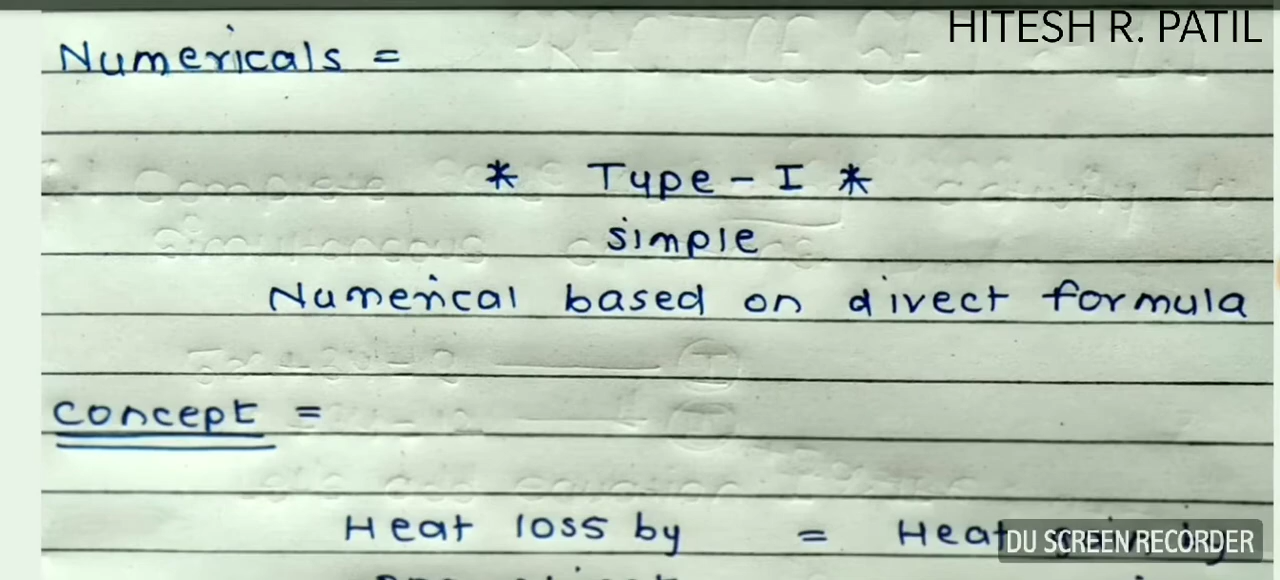 HITESH R. PATIL
Numericals =
* Type - I *
simple
Numerical based on direct formula
concept =
Heat loss by = Heat
DU SCREEN RECORDER